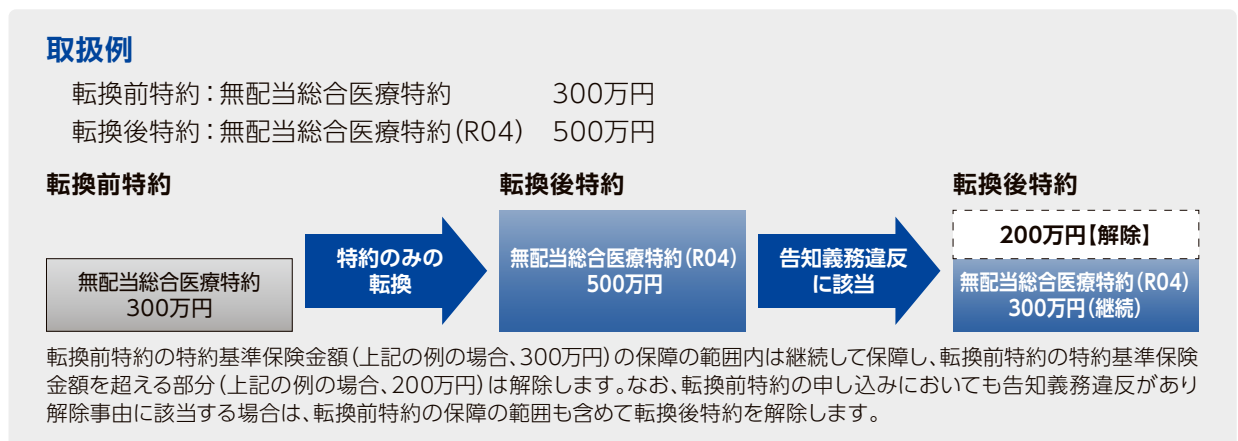 取扱例
転換前特約：無配当総合医療特約 300万円
転換後特約：無配当総合医療特約（R04） 500万円
転換前特約
転換後特約
転換後特約
無配当総合医療特約
300万円
特約のみの
転換
無配当総合医療特約（R04）
500万円
告知義務違反
に該当
200万円【解除】
無配当総合医療特約（R04）
300万円（継続）
転換前特約の特約基準保険金額（上記の例の場合、300万円）の保障の範囲内は継続して保障し、転換前特約の特約基準保険
金額を超える部分（上記の例の場合、200万円）は解除します。なお、転換前特約の申し込みにおいても告知義務違反があり
解除事由に該当する場合は、転換前特約の保障の範囲も含めて転換後特約を解除します。